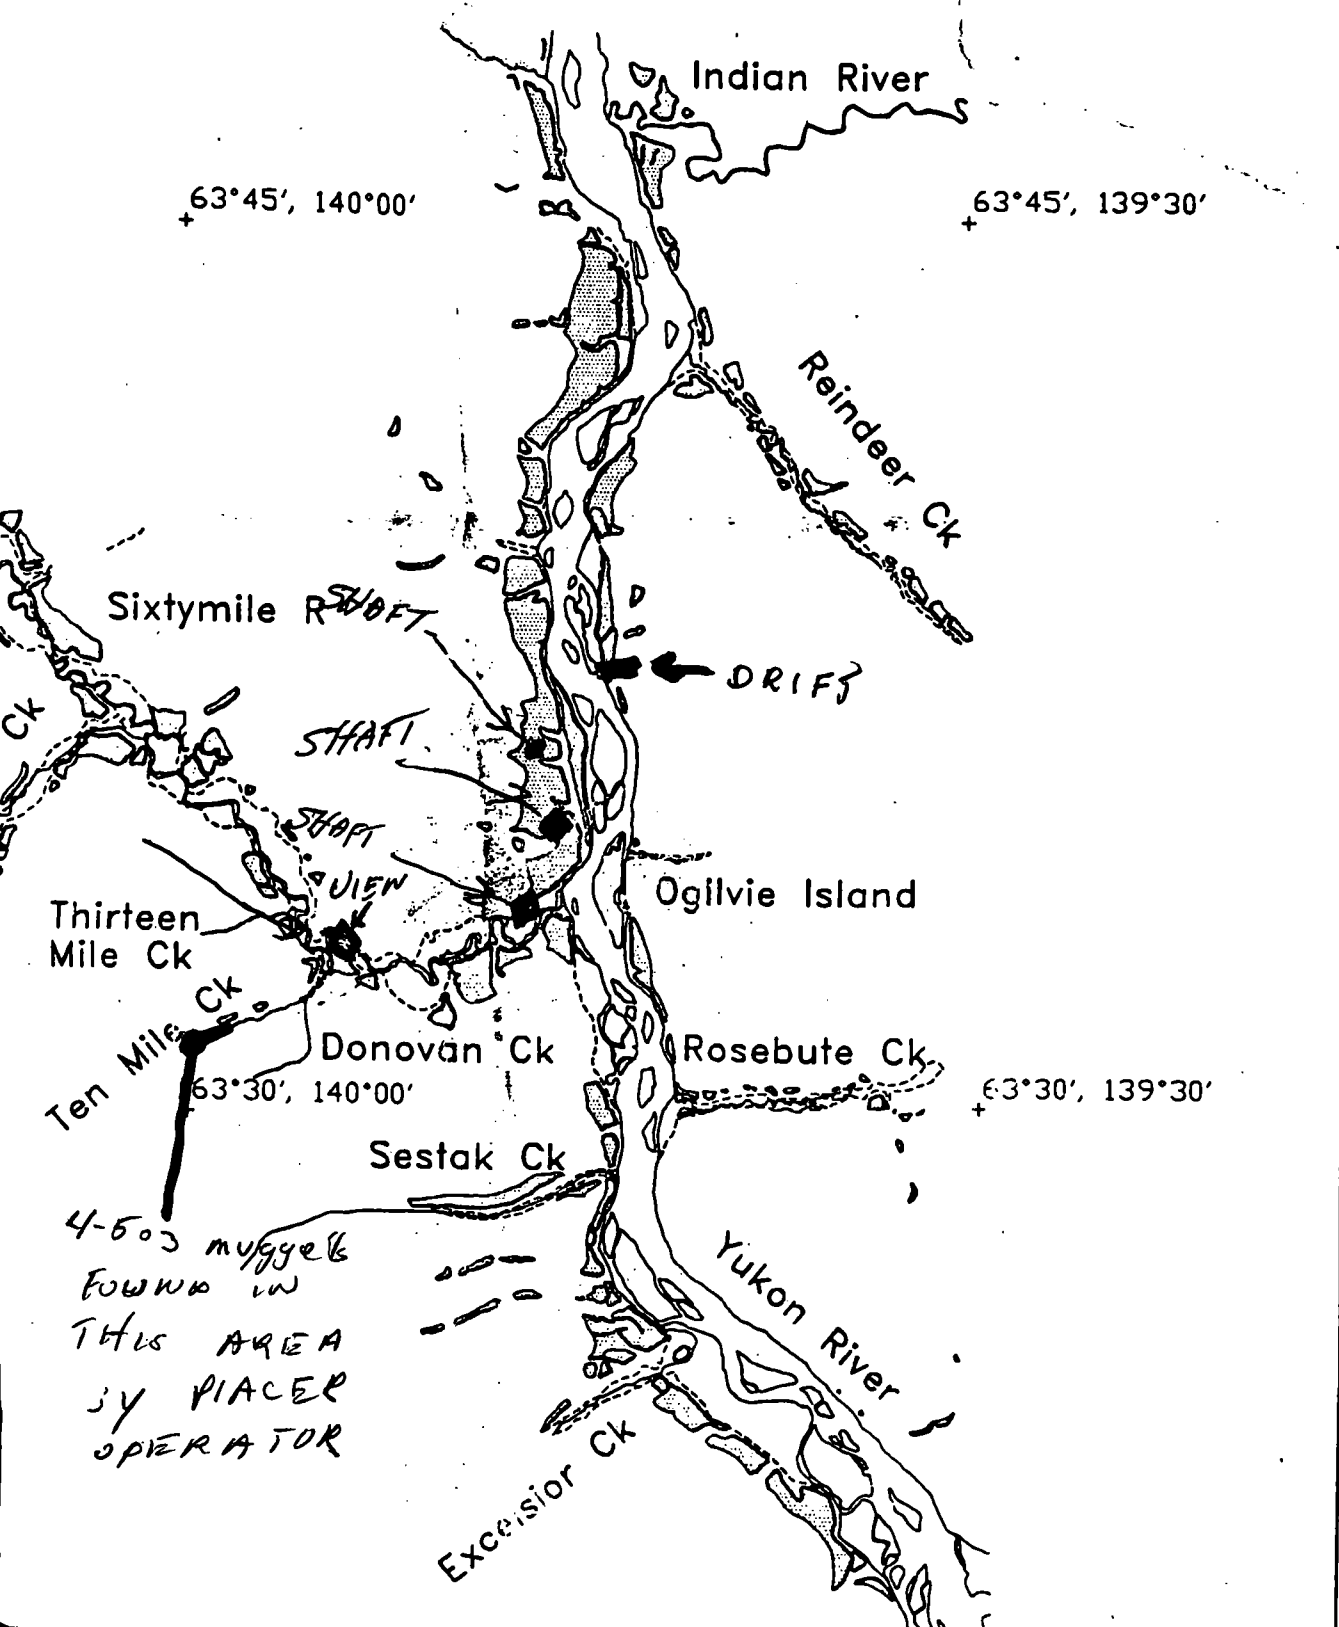 Indian River
63°45′, 140°00′
63°45′, 139°30′
Reindeer Ck
Sixtymile R
SHAFT
DRIFT
Ck
SHAFT
SHAFT
VIEW
Thirteen
Mile Ck
Ogilvie Island
Ten Mile Ck
Donovan Ck
Rosebute Ck
63°30′, 140°00′
63°30′, 139°30′
Sestak Ck
4-5 oz nuggets
FOUND IN
THIS AREA
BY PLACER
OPERATOR
Yukon River
Excelsior Ck